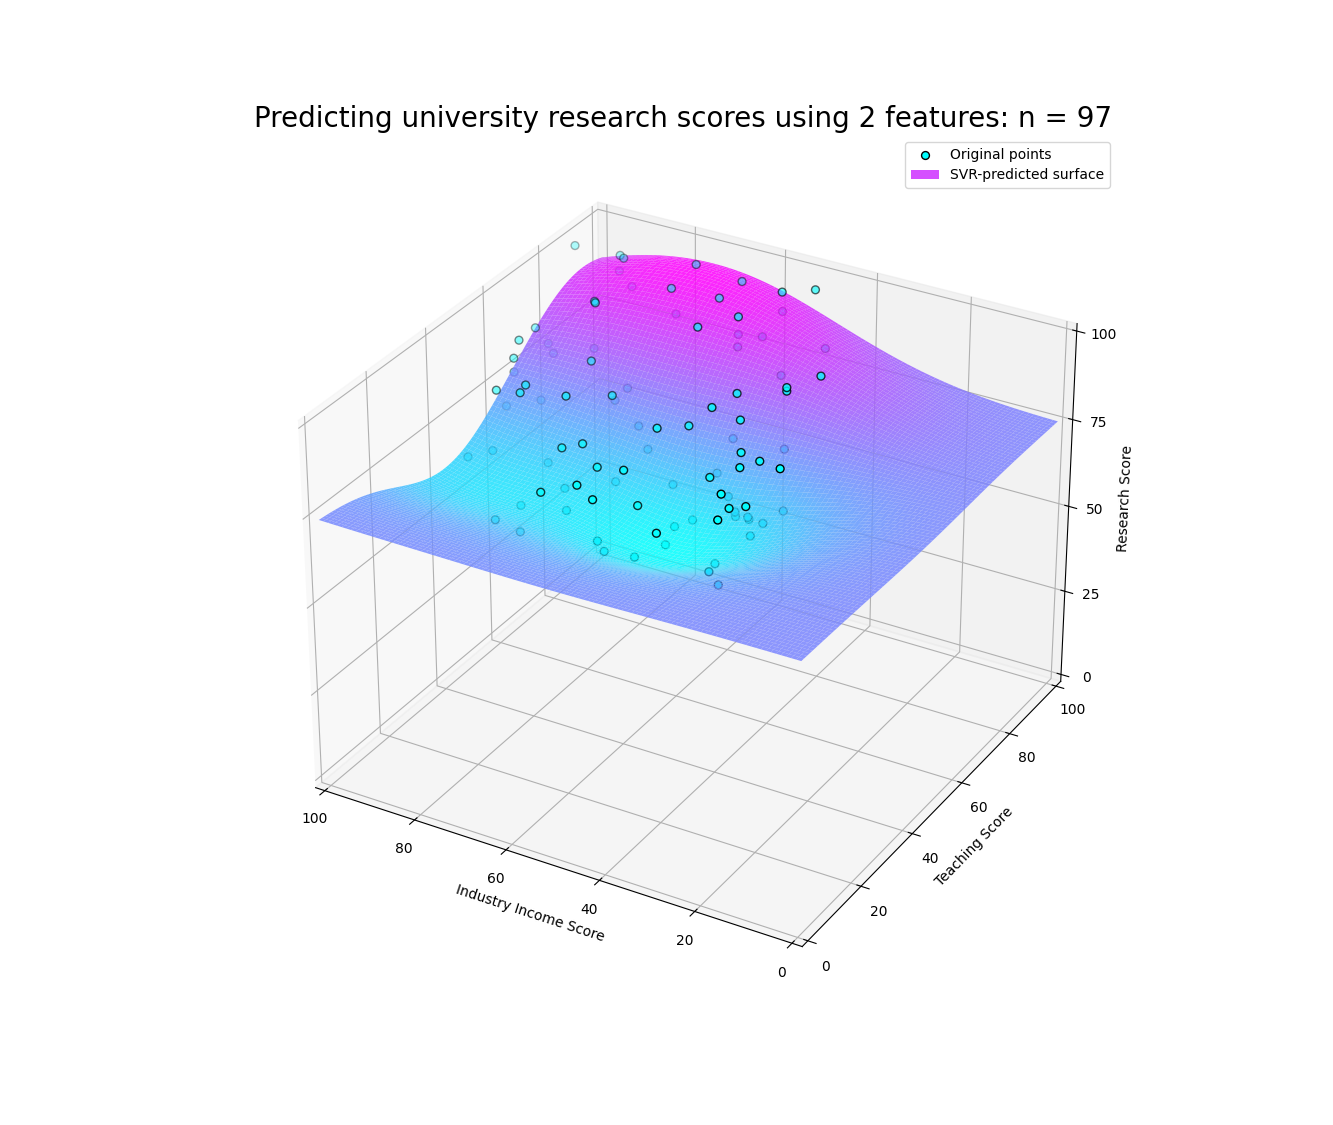 Predicting university research scores using 2 features: n = 97
Original points
SVR-predicted surface
100
75
50
25
0
Research Score
100
80
60
40
20
0
Teaching Score
100
80
60
40
20
0
Industry Income Score